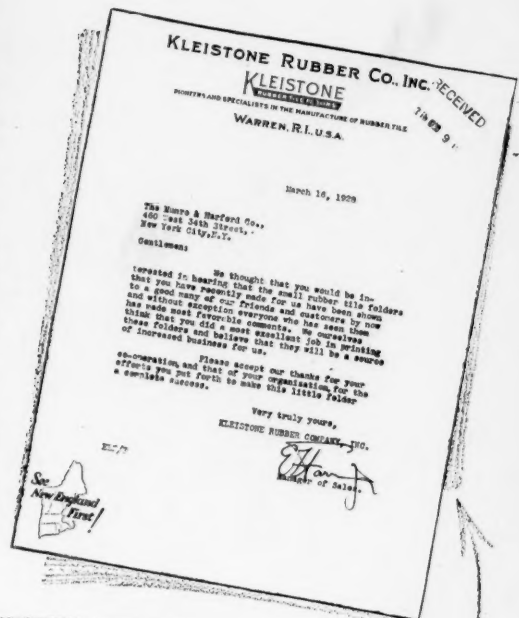 KLEISTONE RUBBER CO., INC.
RECEIVED
KLEISTONE
RUBBER TILE FLOORING
PIONEERS AND SPECIALISTS IN THE MANUFACTURE OF RUBBER TILE
WARREN, R.I., U.S.A.
March 16, 1928
The Munro & Harford Co.,
460 West 34th Street,
New York City, N.Y.
Gentlemen:
We thought that you would be in-
terested in hearing that the small rubber tile folders
that you have recently made for us have been shown
to a good many of our friends and customers by now
and without exception everyone who has seen them
has made most favorable comments. We ourselves
think that you did a most excellent job in printing
these folders and believe that they will be a source
of increased business for us.
Please accept our thanks for your
co-operation, and that of your organization, for the
efforts you put forth to make this little folder
a complete success.
Very truly yours,
KLEISTONE RUBBER COMPANY, INC.
Manager of Sales.
See
New England
First!